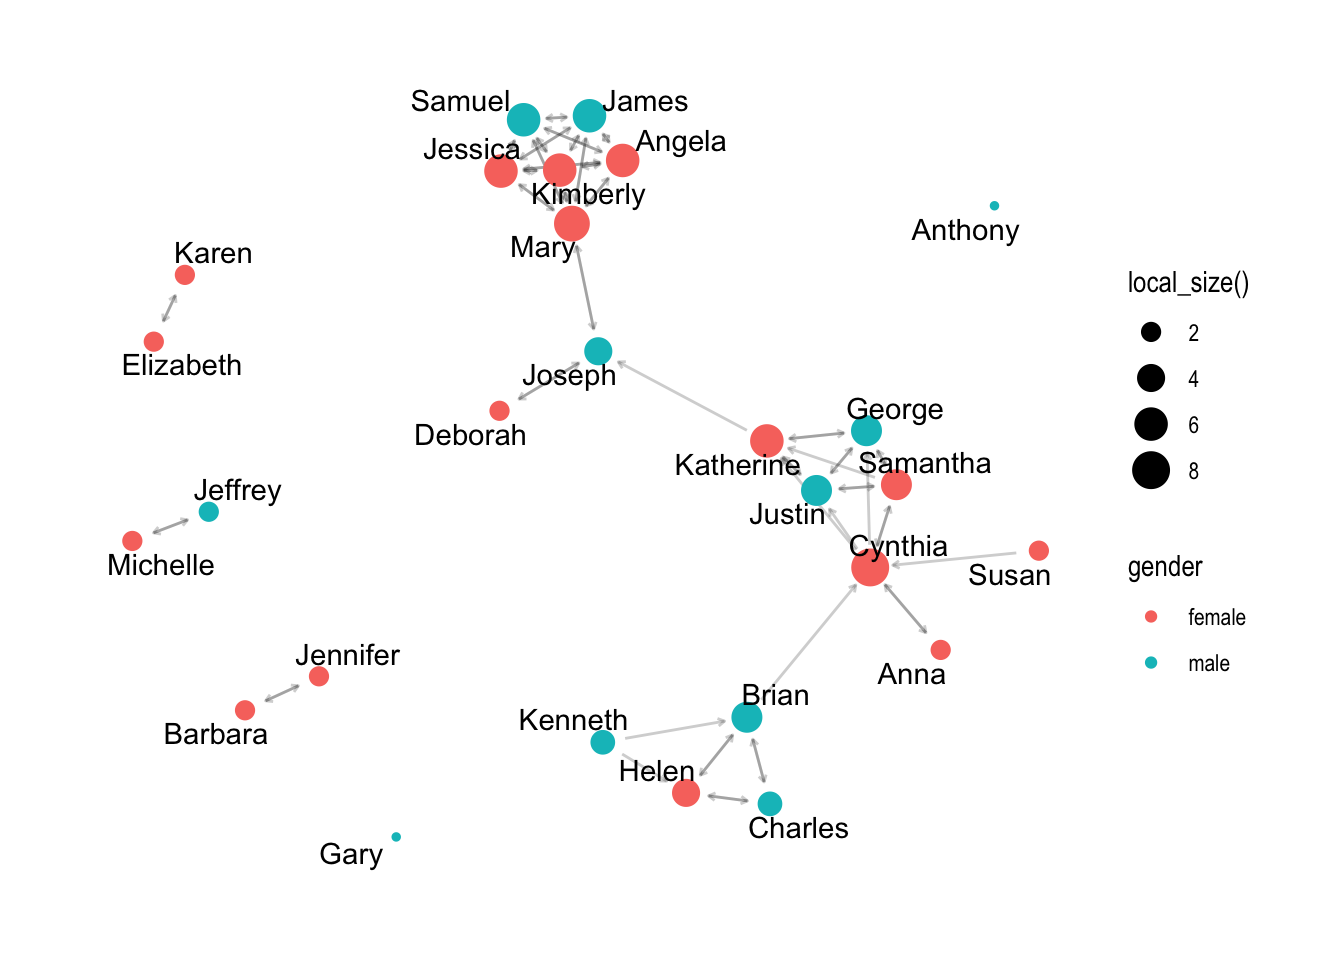 Samuel
James
Jessica
Angela
Kimberly
Mary
Anthony
Karen
Elizabeth
Joseph
Deborah
George
Katherine
Samantha
Justin
Cynthia
Susan
Anna
Jeffrey
Michelle
Jennifer
Barbara
Brian
Kenneth
Helen
Charles
Gary
local_size()
2
4
6
8
gender
female
male